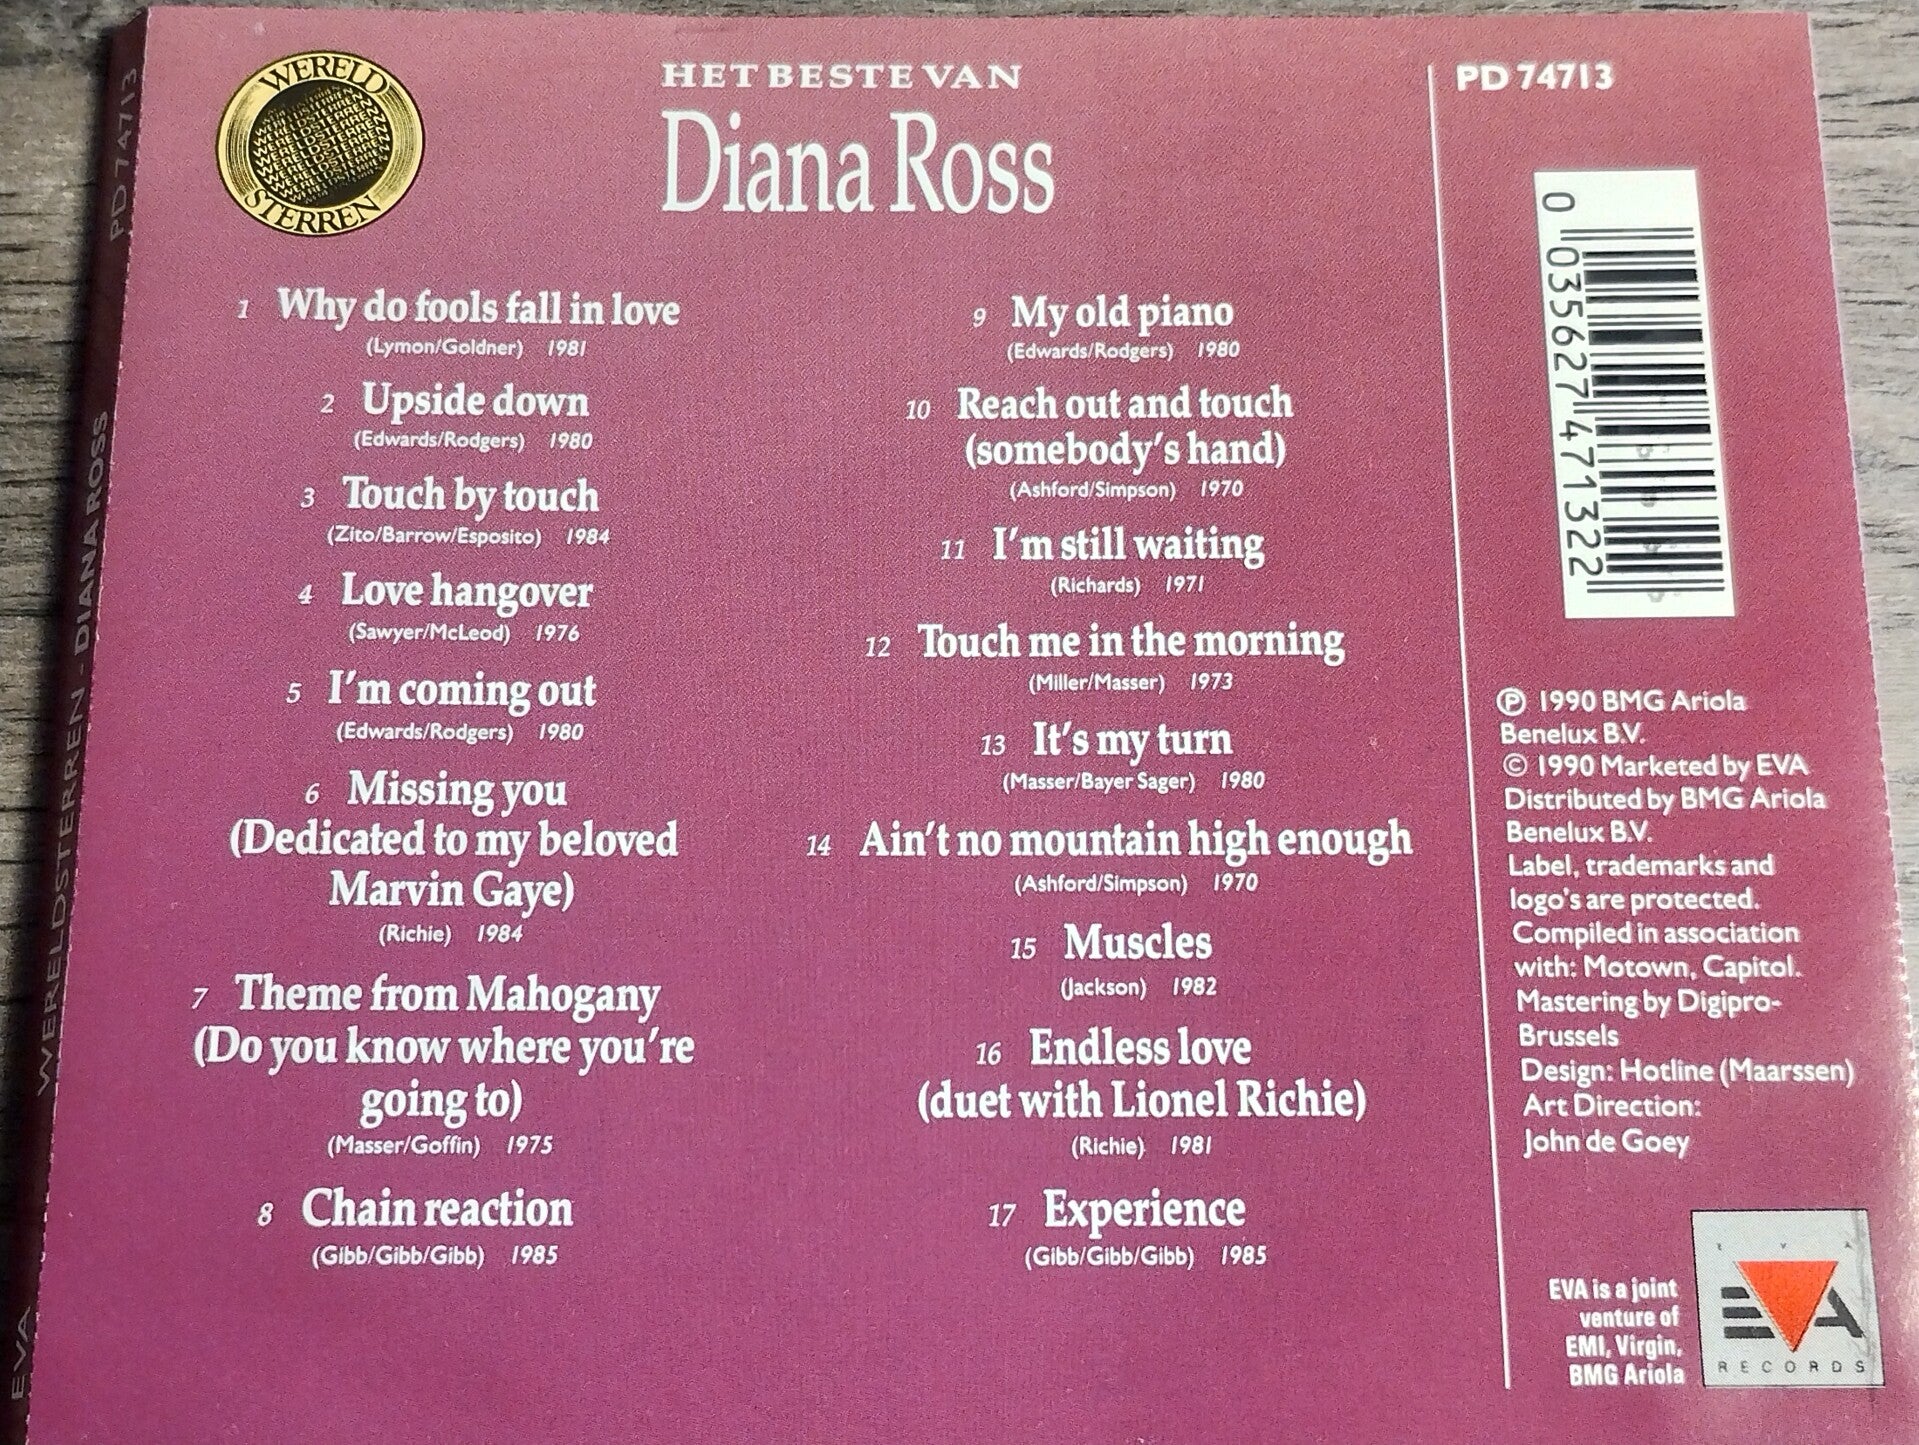 WERELD
STERREN
HET BESTE VAN
Diana Ross
1 Why do fools fall in love
(Lymon/Goldner) 1981
2 Upside down
(Edwards/Rodgers) 1980
3 Touch by touch
(Zito/Barrow/Esposito) 1984
4 Love hangover
(Sawyer/McLeod) 1976
5 I'm coming out
(Edwards/Rodgers) 1980
6 Missing you
(Dedicated to my beloved
Marvin Gaye)
(Richie) 1984
7 Theme from Mahogany
(Do you know where you're
going to)
(Masser/Goffin) 1975
8 Chain reaction
(Gibb/Gibb/Gibb) 1985
9 My old piano
(Edwards/Rodgers) 1980
10 Reach out and touch
(somebody's hand)
(Ashford/Simpson) 1970
11 I'm still waiting
(Richards) 1971
12 Touch me in the morning
(Miller/Masser) 1973
13 It's my turn
(Masser/Bayer Sager) 1980
14 Ain't no mountain high enough
(Ashford/Simpson) 1970
15 Muscles
(Jackson) 1982
16 Endless love
(duet with Lionel Richie)
(Richie) 1981
17 Experience
(Gibb/Gibb/Gibb) 1985
PD 74713
0 035627 471322
℗ 1990 BMG Ariola
Benelux B.V.
© 1990 Marketed by EVA
Distributed by BMG Ariola
Benelux B.V.
Label, trademarks and
logo's are protected.
Compiled in association
with: Motown, Capitol.
Mastering by Digipro-
Brussels
Design: Hotline (Maarssen)
Art Direction:
John de Goey
EVA is a joint
venture of
EMI, Virgin,
BMG Ariola
EVA
EVA
RECORDS
EVA WERELDSTERREN - DIANA ROSS PD 74713